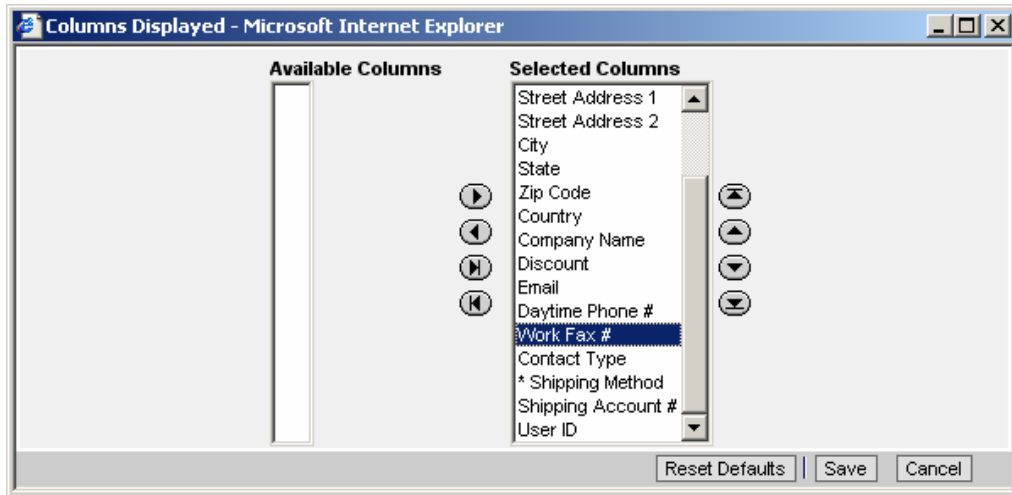 Columns Displayed - Microsoft Internet Explorer
Available Columns
Selected Columns
Street Address 1
Street Address 2
City
State
Zip Code
Country
Company Name
Discount
Email
Daytime Phone #
Work Fax #
Contact Type
* Shipping Method
Shipping Account #
User ID
Reset Defaults
Save
Cancel